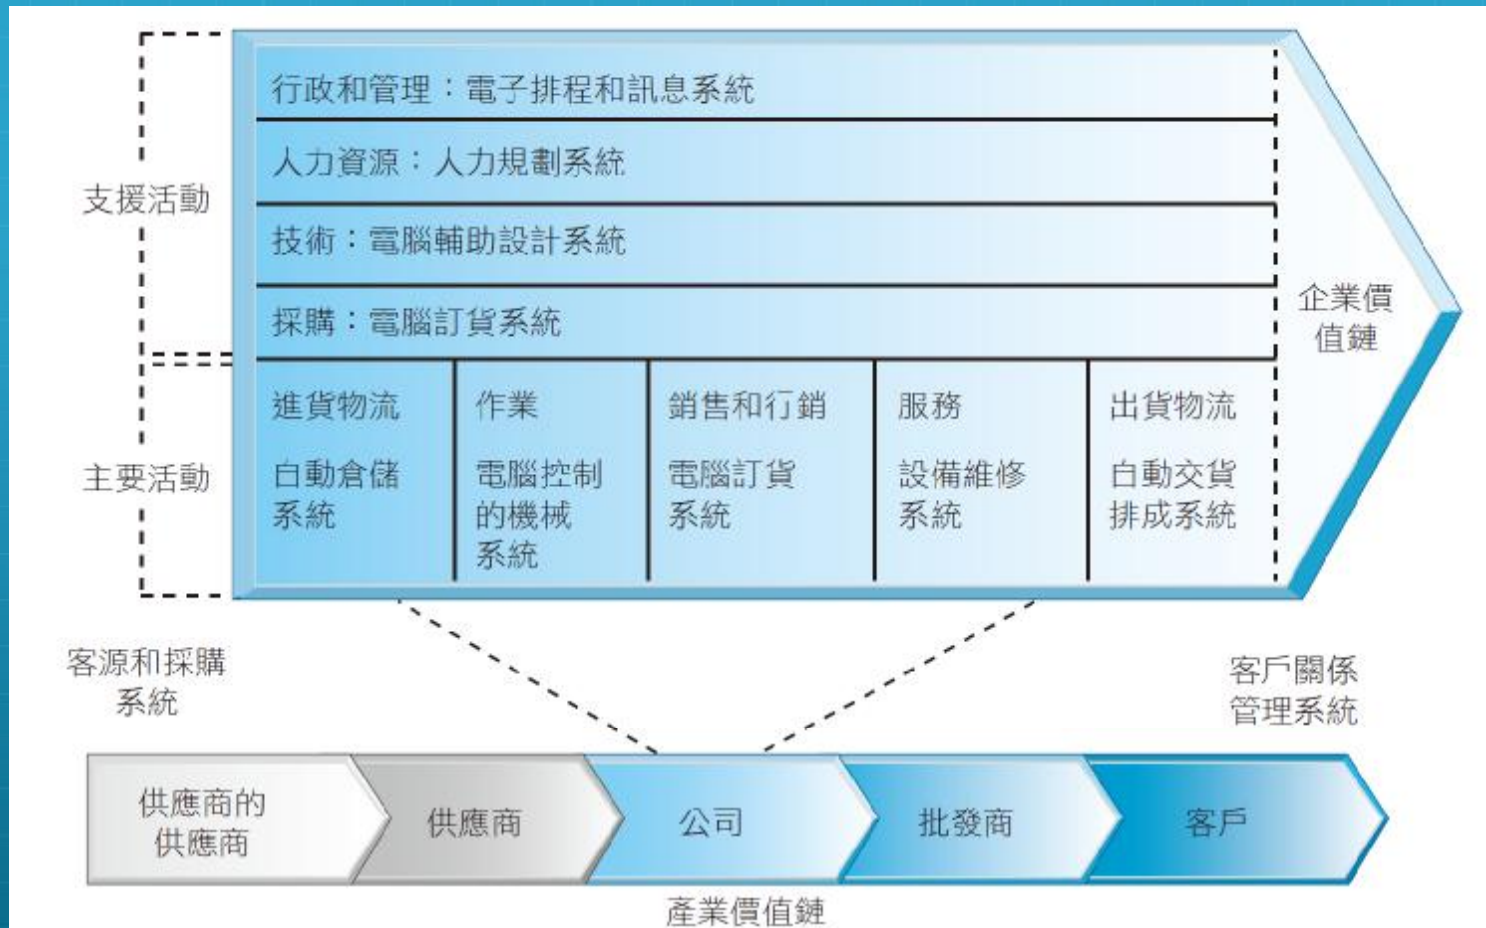 行政和管理：電子排程和訊息系統
人力資源：人力規劃系統
支援活動
技術：電腦輔助設計系統
採購：電腦訂貨系統
企業價
值鏈
主要活動
進貨物流
自動倉儲
系統
作業
電腦控制
的機械
系統
銷售和行銷
電腦訂貨
系統
服務
設備維修
系統
出貨物流
自動交貨
排成系統
客源和採購
系統
客戶關係
管理系統
供應商的
供應商
供應商
公司
批發商
客戶
產業價值鏈